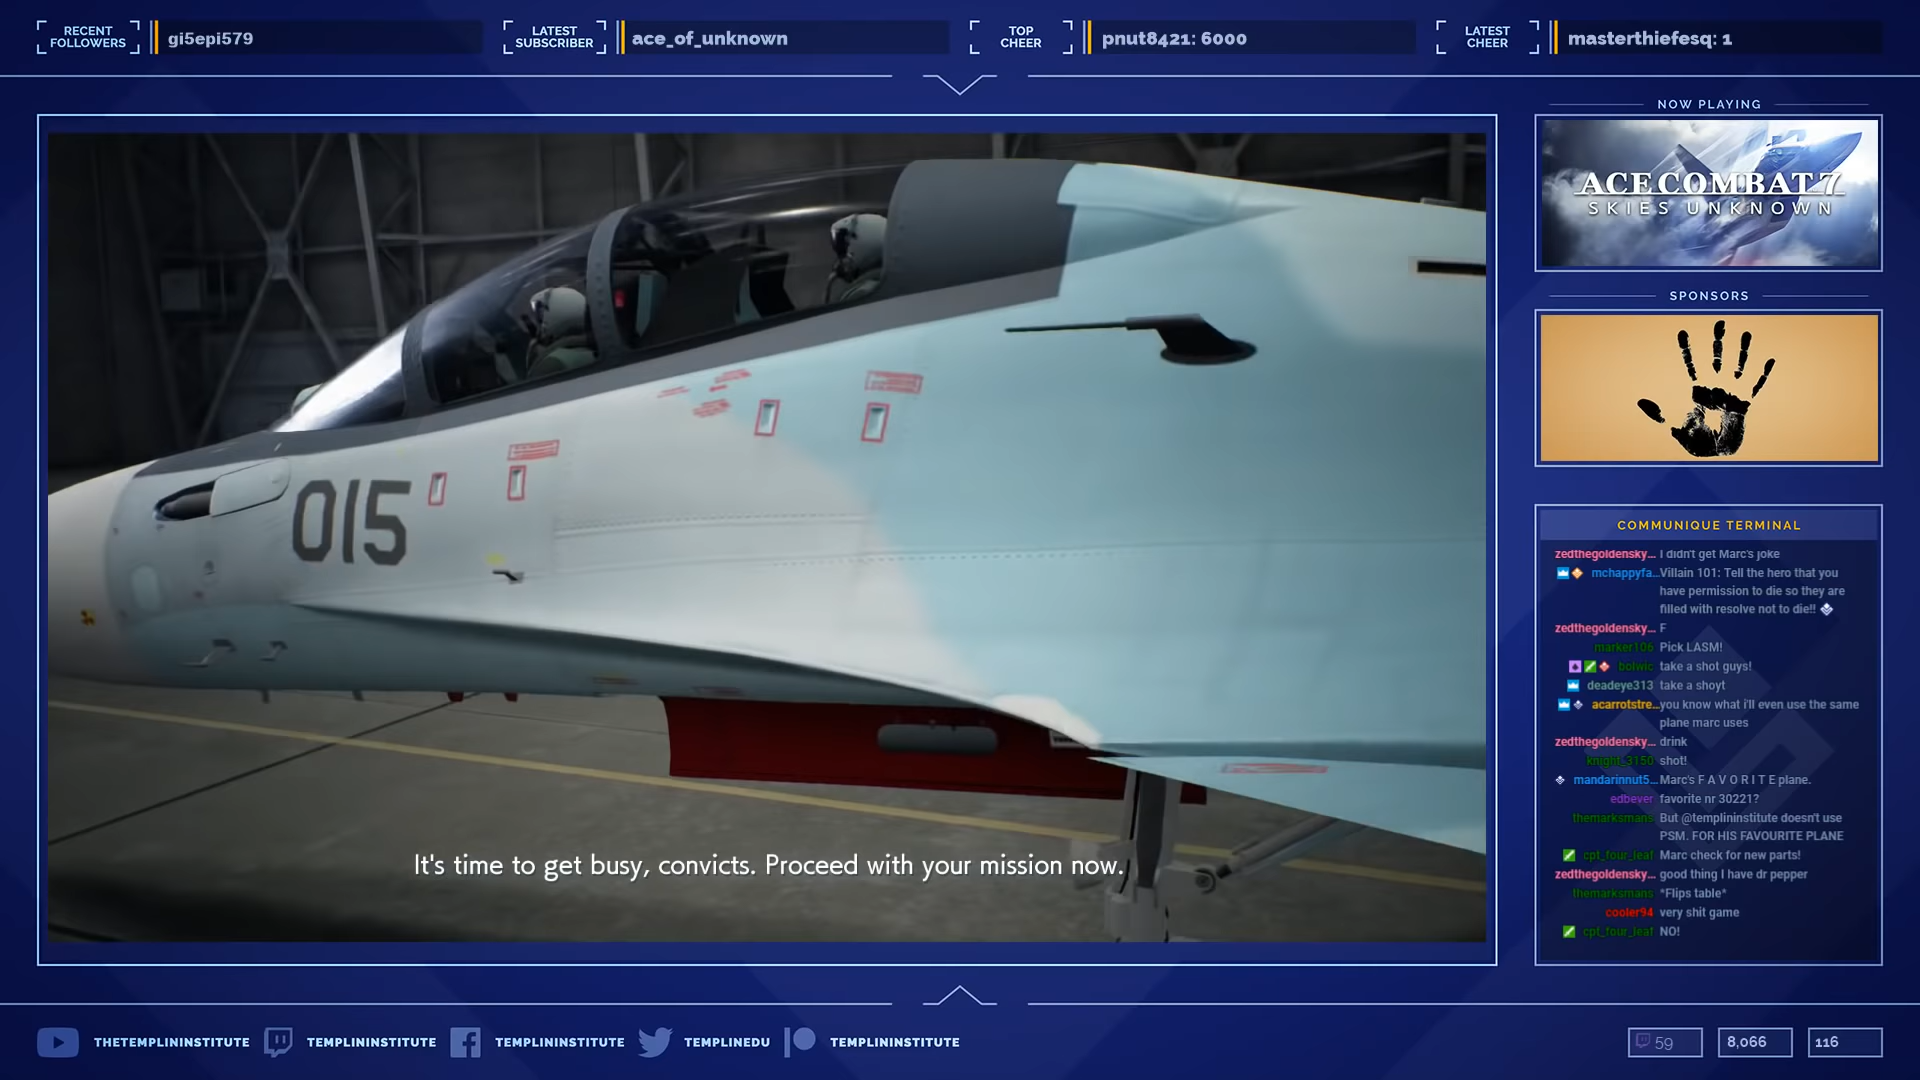 RECENT
FOLLOWERS
gi5epi579
LATEST
SUBSCRIBER
ace_of_unknown
TOP
CHEER
pnut8421: 6000
LATEST
CHEER
masterthiefesq: 1
NOW PLAYING
ACE COMBAT 7
SKIES UNKNOWN
SPONSORS
015
It's time to get busy, convicts. Proceed with your mission now.
COMMUNIQUE TERMINAL
zedthegoldensky... I didn't get Marc's joke
mchappyfa... Villain 101: Tell the hero that you
have permission to die so they are
filled with resolve not to die!!
zedthegoldensky... F
marker106 Pick LASM!
bolwic take a shot guys!
deadeye313 take a shoyt
acarrotstre... you know what i'll even use the same
plane marc uses
zedthegoldensky... drink
knight_3150 shot!
mandarinnut5... Marc's F A V O R I T E plane.
edbever favorite nr 30221?
themarksmans But @templininstitute doesn't use
PSM. FOR HIS FAVOURITE PLANE
cpt_four_leaf Marc check for new parts!
zedthegoldensky... good thing I have dr pepper
themarksmans *Flips table*
cooler94 very shit game
cpt_four_leaf NO!
THETEMPLININSTITUTE
TEMPLININSTITUTE
TEMPLININSTITUTE
TEMPLINEDU
TEMPLININSTITUTE
59
8,066
116